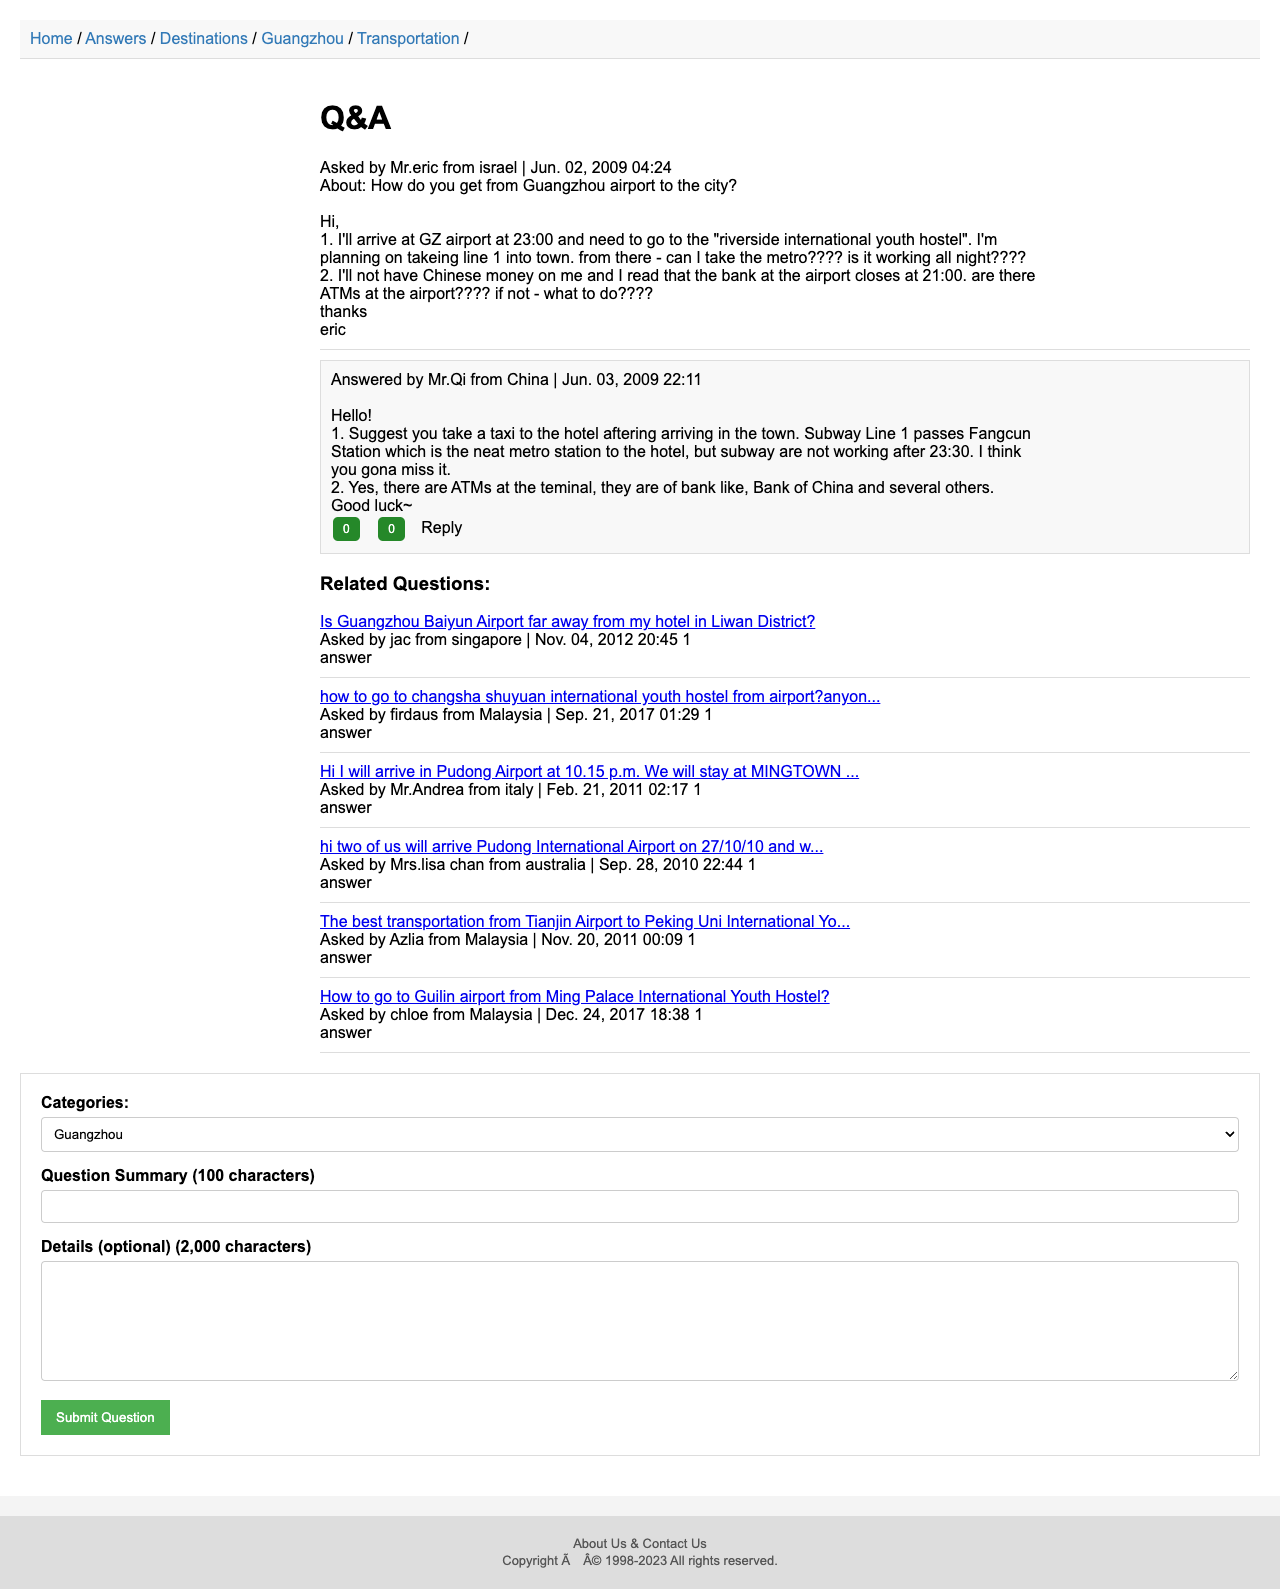 Home / Answers / Destinations / Guangzhou / Transportation /
Q&A
Asked by Mr.eric from israel | Jun. 02, 2009 04:24
About: How do you get from Guangzhou airport to the city?
Hi,
1. I'll arrive at GZ airport at 23:00 and need to go to the "riverside international youth hostel". I'm
planning on takeing line 1 into town. from there - can I take the metro???? is it working all night????
2. I'll not have Chinese money on me and I read that the bank at the airport closes at 21:00. are there
ATMs at the airport???? if not - what to do????
thanks
eric
Answered by Mr.Qi from China | Jun. 03, 2009 22:11
Hello!
1. Suggest you take a taxi to the hotel aftering arriving in the town. Subway Line 1 passes Fangcun
Station which is the neat metro station to the hotel, but subway are not working after 23:30. I think
you gona miss it.
2. Yes, there are ATMs at the teminal, they are of bank like, Bank of China and several others.
Good luck~
0 0 Reply
Related Questions:
Is Guangzhou Baiyun Airport far away from my hotel in Liwan District?
Asked by jac from singapore | Nov. 04, 2012 20:45 1
answer
how to go to changsha shuyuan international youth hostel from airport?anyon...
Asked by firdaus from Malaysia | Sep. 21, 2017 01:29 1
answer
Hi I will arrive in Pudong Airport at 10.15 p.m. We will stay at MINGTOWN ...
Asked by Mr.Andrea from italy | Feb. 21, 2011 02:17 1
answer
hi two of us will arrive Pudong International Airport on 27/10/10 and w...
Asked by Mrs.lisa chan from australia | Sep. 28, 2010 22:44 1
answer
The best transportation from Tianjin Airport to Peking Uni International Yo...
Asked by Azlia from Malaysia | Nov. 20, 2011 00:09 1
answer
How to go to Guilin airport from Ming Palace International Youth Hostel?
Asked by chloe from Malaysia | Dec. 24, 2017 18:38 1
answer
Categories:
Guangzhou
Question Summary (100 characters)
Details (optional) (2,000 characters)
Submit Question
About Us & Contact Us
Copyright Ã Â© 1998-2023 All rights reserved.